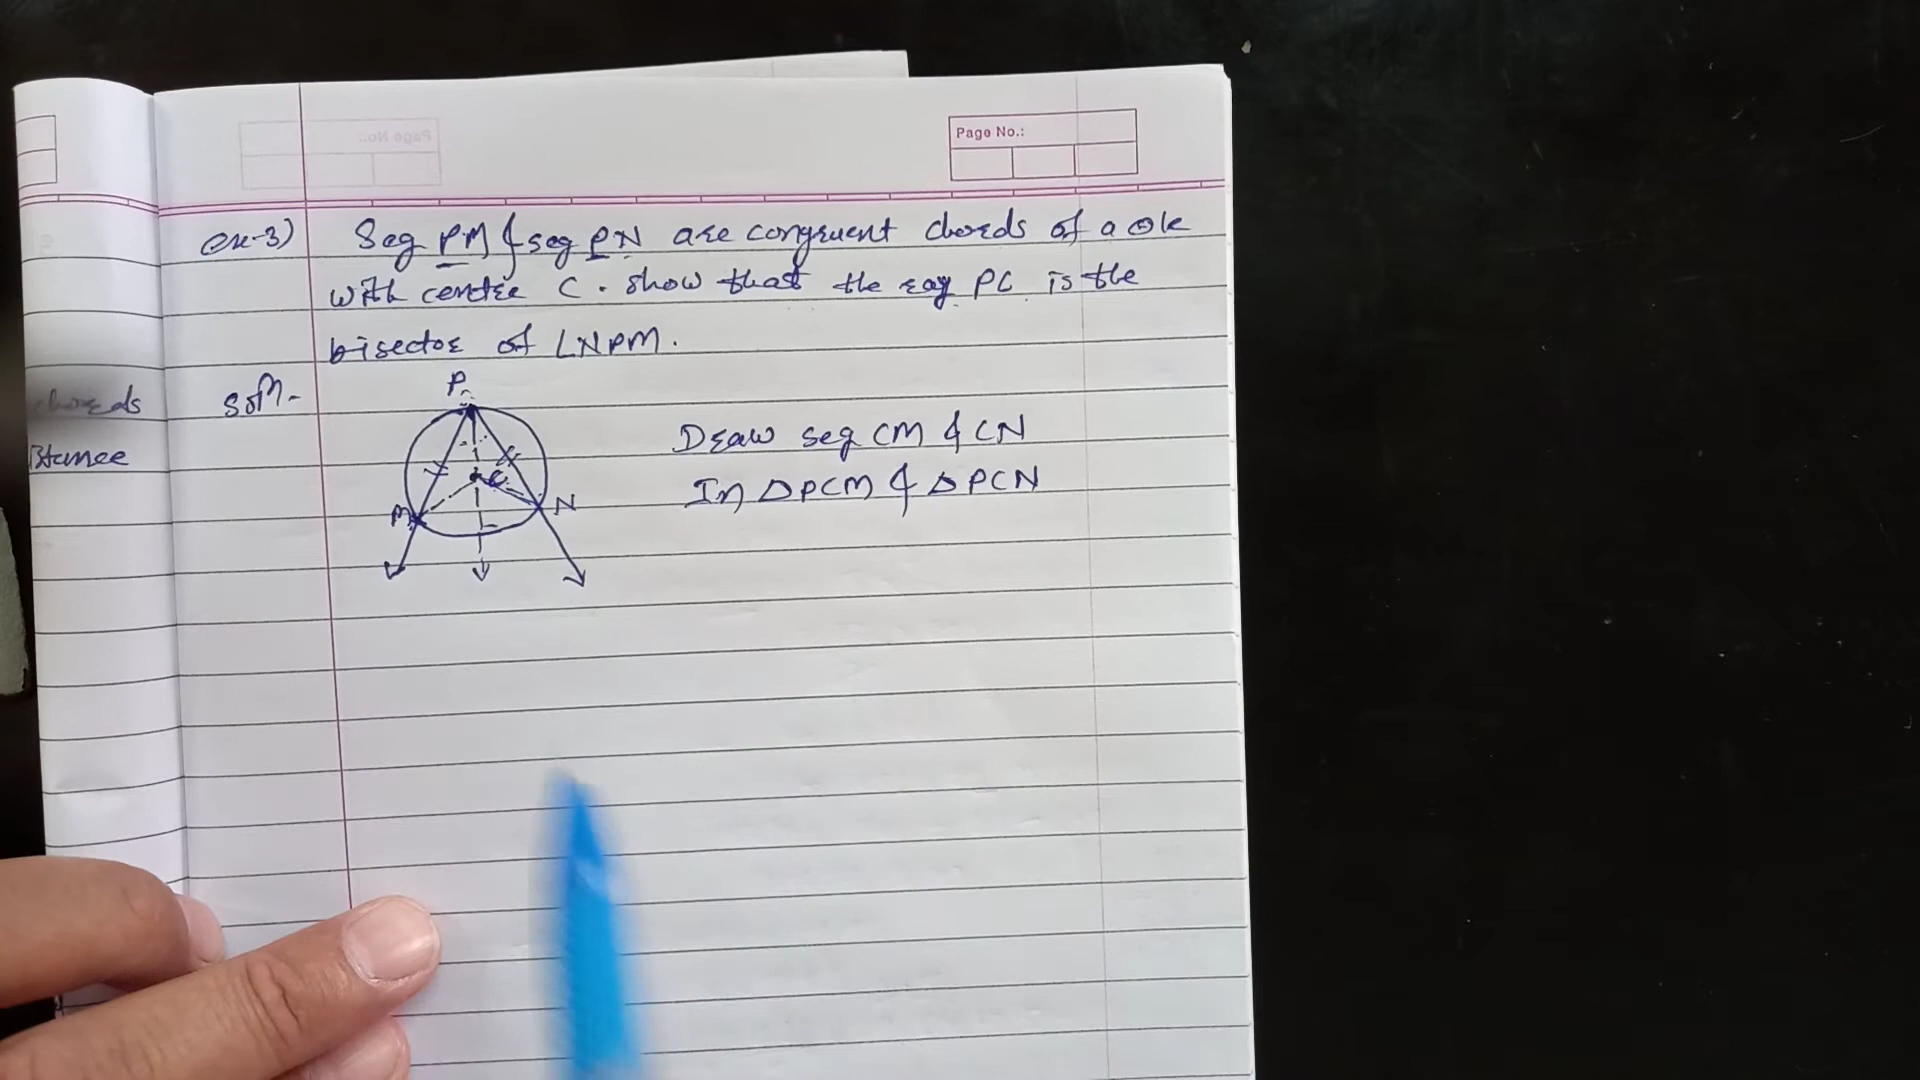 Page No.:
ex-3) Seg PM & seg PN are congruent chords of a ⊙le
with centre C. show that the ray PC is the
bisector of ∠NPM.
chords
soln.-
P
Draw seg CM & CN
C
M
N
In △PCM & △PCN